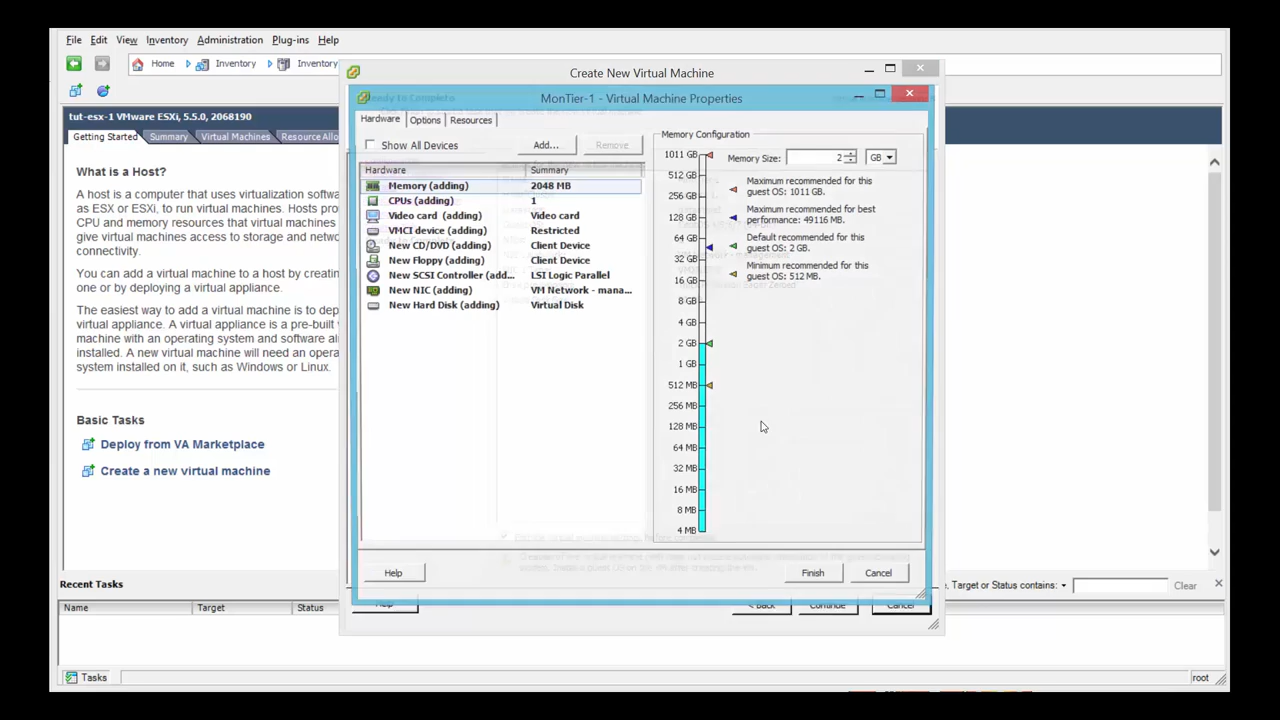 File Edit View Inventory Administration Plug-ins Help
Create New Virtual Machine
Home Inventory Inventory
MonTier-1 - Virtual Machine Properties
Ready to Complete
tut-esx-1 VMware ESXi, 5.5.0, 2068190
Getting Started Summary Virtual Machines Resource Allo
Hardware Options Resources
Show All Devices Add... Remove
Hardware Summary
Memory (adding) 2048 MB
CPUs (adding) 1
Video card (adding) Video card
VMCI device (adding) Restricted
New CD/DVD (adding) Client Device
New Floppy (adding) Client Device
New SCSI Controller (add... LSI Logic Parallel
New NIC (adding) VM Network - mana...
New Hard Disk (adding) Virtual Disk
Memory Configuration
Memory Size: 2 GB
1011 GB
512 GB
256 GB
128 GB
64 GB
32 GB
16 GB
8 GB
4 GB
2 GB
1 GB
512 MB
256 MB
128 MB
64 MB
32 MB
16 MB
8 MB
4 MB
Maximum recommended for this
guest OS: 1011 GB.
Maximum recommended for best
performance: 49116 MB.
Default recommended for this
guest OS: 2 GB.
Minimum recommended for this
guest OS: 512 MB.
What is a Host?
A host is a computer that uses virtualization softwar
as ESX or ESXi, to run virtual machines. Hosts prov
CPU and memory resources that virtual machines
give virtual machines access to storage and netwo
connectivity.
You can add a virtual machine to a host by creatin
one or by deploying a virtual appliance.
The easiest way to add a virtual machine is to dep
virtual appliance. A virtual appliance is a pre-built v
machine with an operating system and software al
installed. A new virtual machine will need an opera
system installed on it, such as Windows or Linux.
Basic Tasks
Deploy from VA Marketplace
Create a new virtual machine
Help Finish Cancel
Help < Back Continue Cancel
Recent Tasks
, Target or Status contains: Clear
Name Target Status
Tasks root